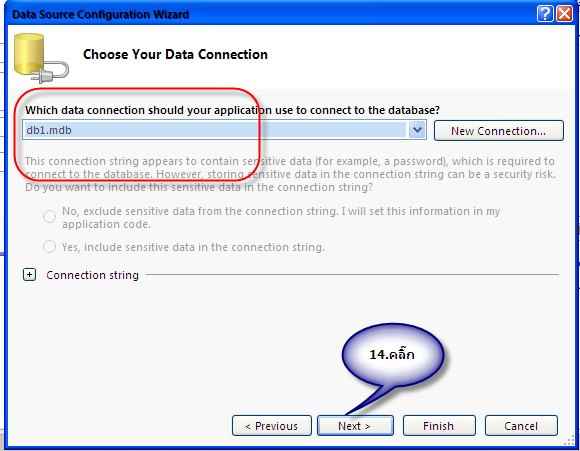 Data Source Configuration Wizard
Choose Your Data Connection
Which data connection should your application use to connect to the database?
db1.mdb
New Connection...
This connection string appears to contain sensitive data (for example, a password), which is required to
connect to the database. However, storing sensitive data in the connection string can be a security risk.
Do you want to include this sensitive data in the connection string?
No, exclude sensitive data from the connection string. I will set this information in my
application code.
Yes, include sensitive data in the connection string.
Connection string
14.คลิ๊ก
< Previous
Next >
Finish
Cancel